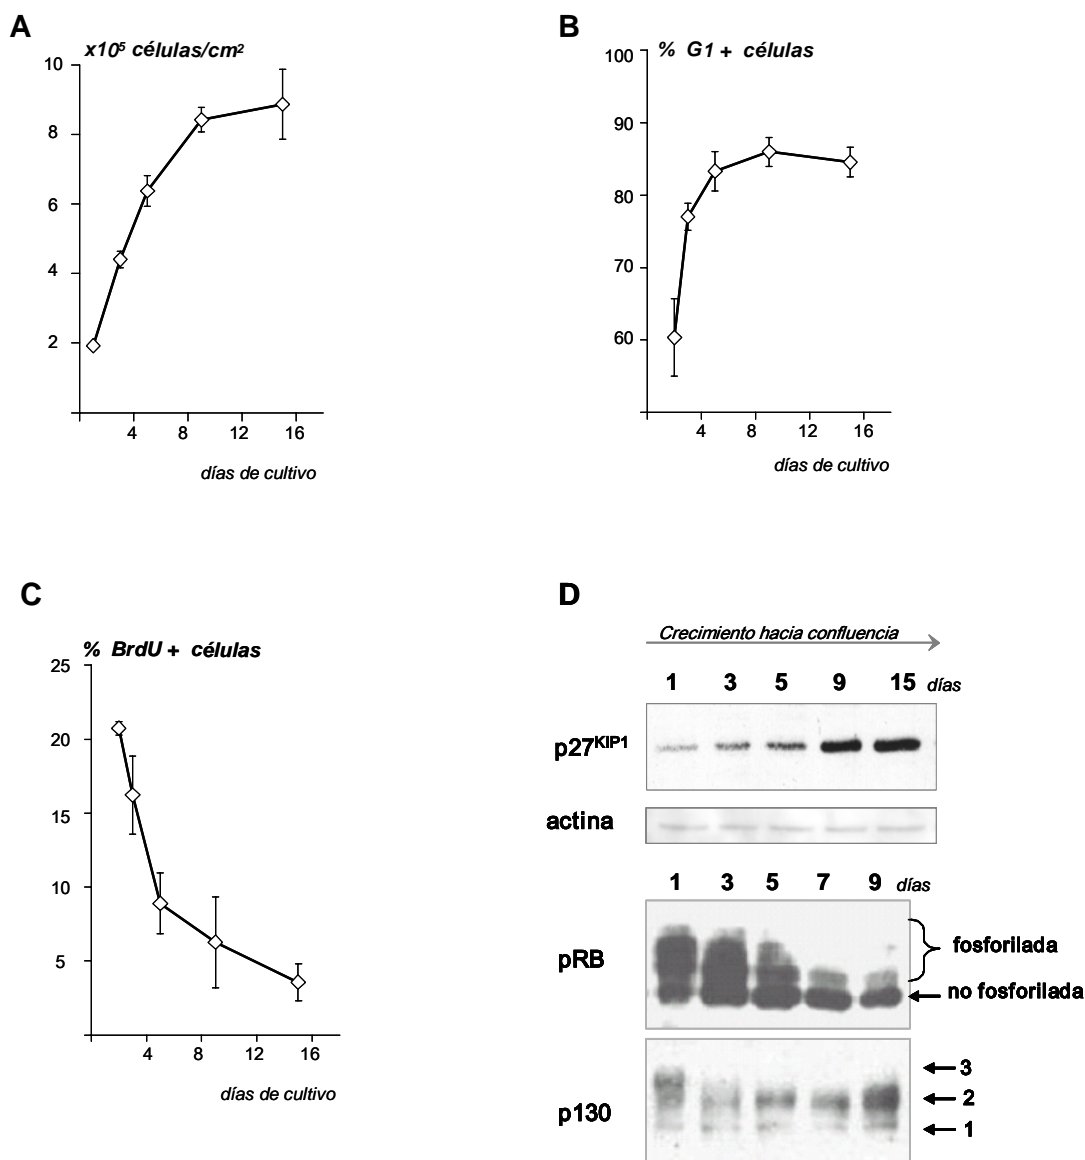 A
x10⁵ células/cm²
10
8
6
4
2
4 8 12 16
días de cultivo
B
% G1 + células
100
90
80
70
60
4 8 12 16
días de cultivo
C
% BrdU + células
25
20
15
10
5
4 8 12 16
días de cultivo
D
Crecimiento hacia confluencia
1 3 5 9 15 días
p27ᴷᴵᴾ¹
actina
1 3 5 7 9 días
pRB
fosforilada
no fosforilada
p130
3
2
1